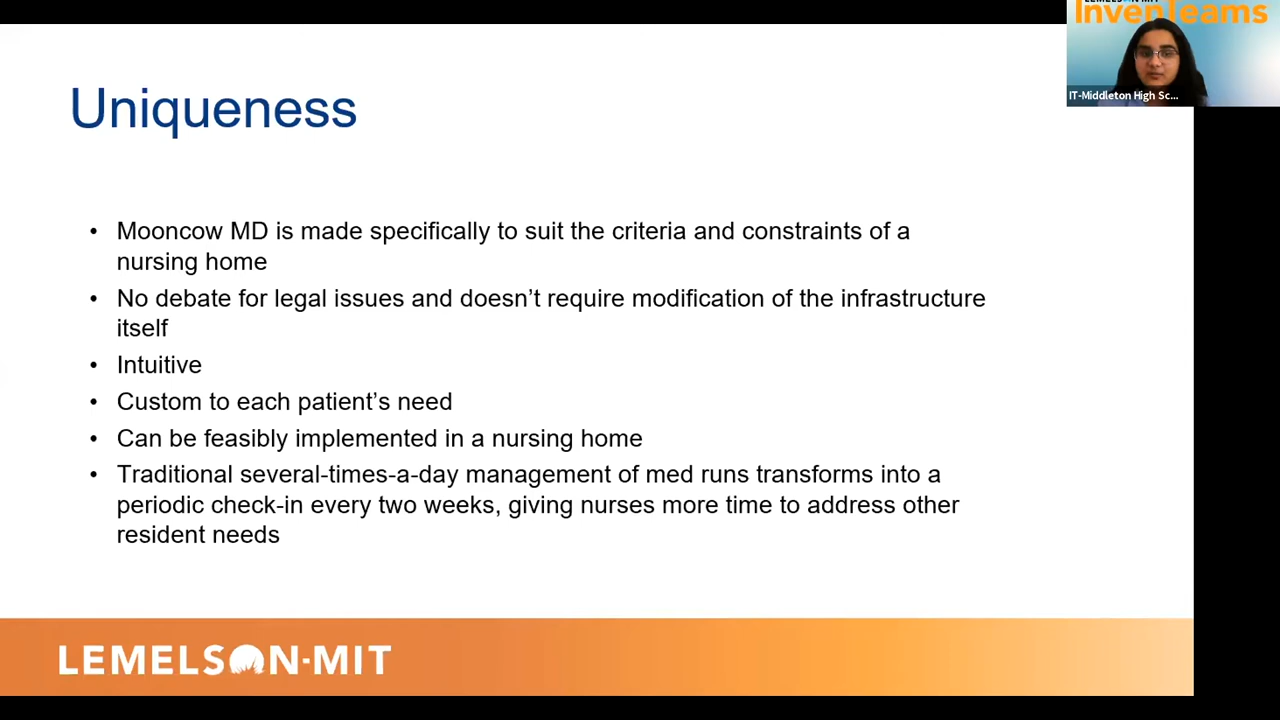 LEMELSON-MIT
InvenTeams
IT-Middleton High Sc...
Uniqueness
• Mooncow MD is made specifically to suit the criteria and constraints of a
nursing home
• No debate for legal issues and doesn’t require modification of the infrastructure
itself
• Intuitive
• Custom to each patient’s need
• Can be feasibly implemented in a nursing home
• Traditional several-times-a-day management of med runs transforms into a
periodic check-in every two weeks, giving nurses more time to address other
resident needs
LEMELSON-MIT